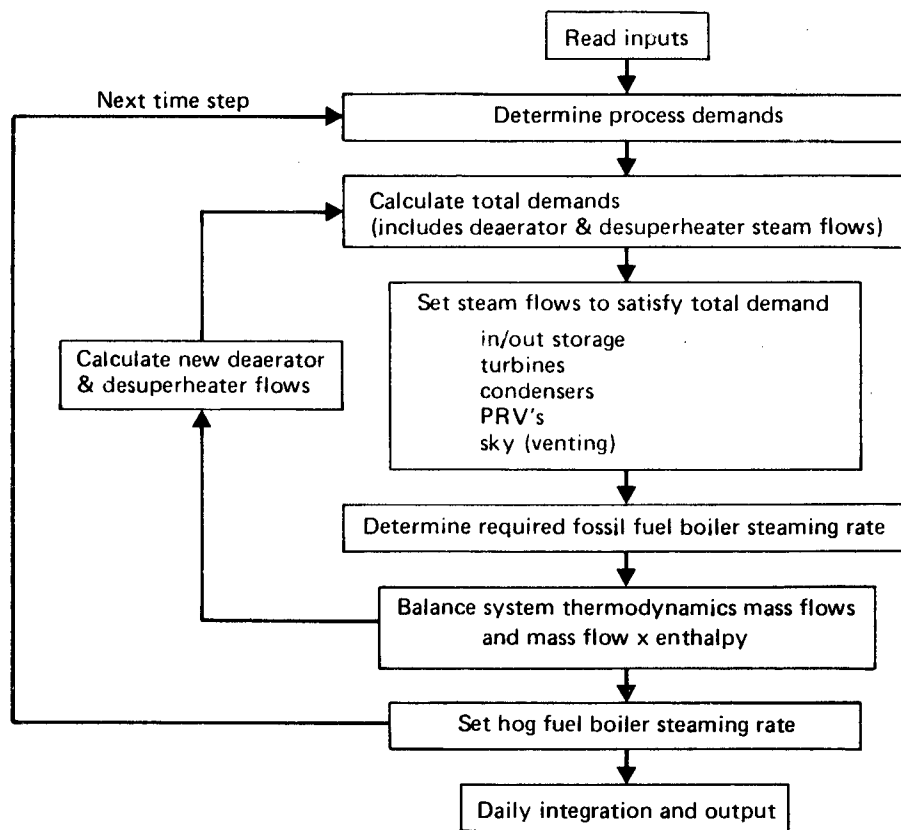 Read inputs
Next time step
Determine process demands
Calculate total demands
(includes deaerator & desuperheater steam flows)
Set steam flows to satisfy total demand
in/out storage
turbines
condensers
PRV's
sky (venting)
Calculate new deaerator
& desuperheater flows
Determine required fossil fuel boiler steaming rate
Balance system thermodynamics mass flows
and mass flow x enthalpy
Set hog fuel boiler steaming rate
Daily integration and output